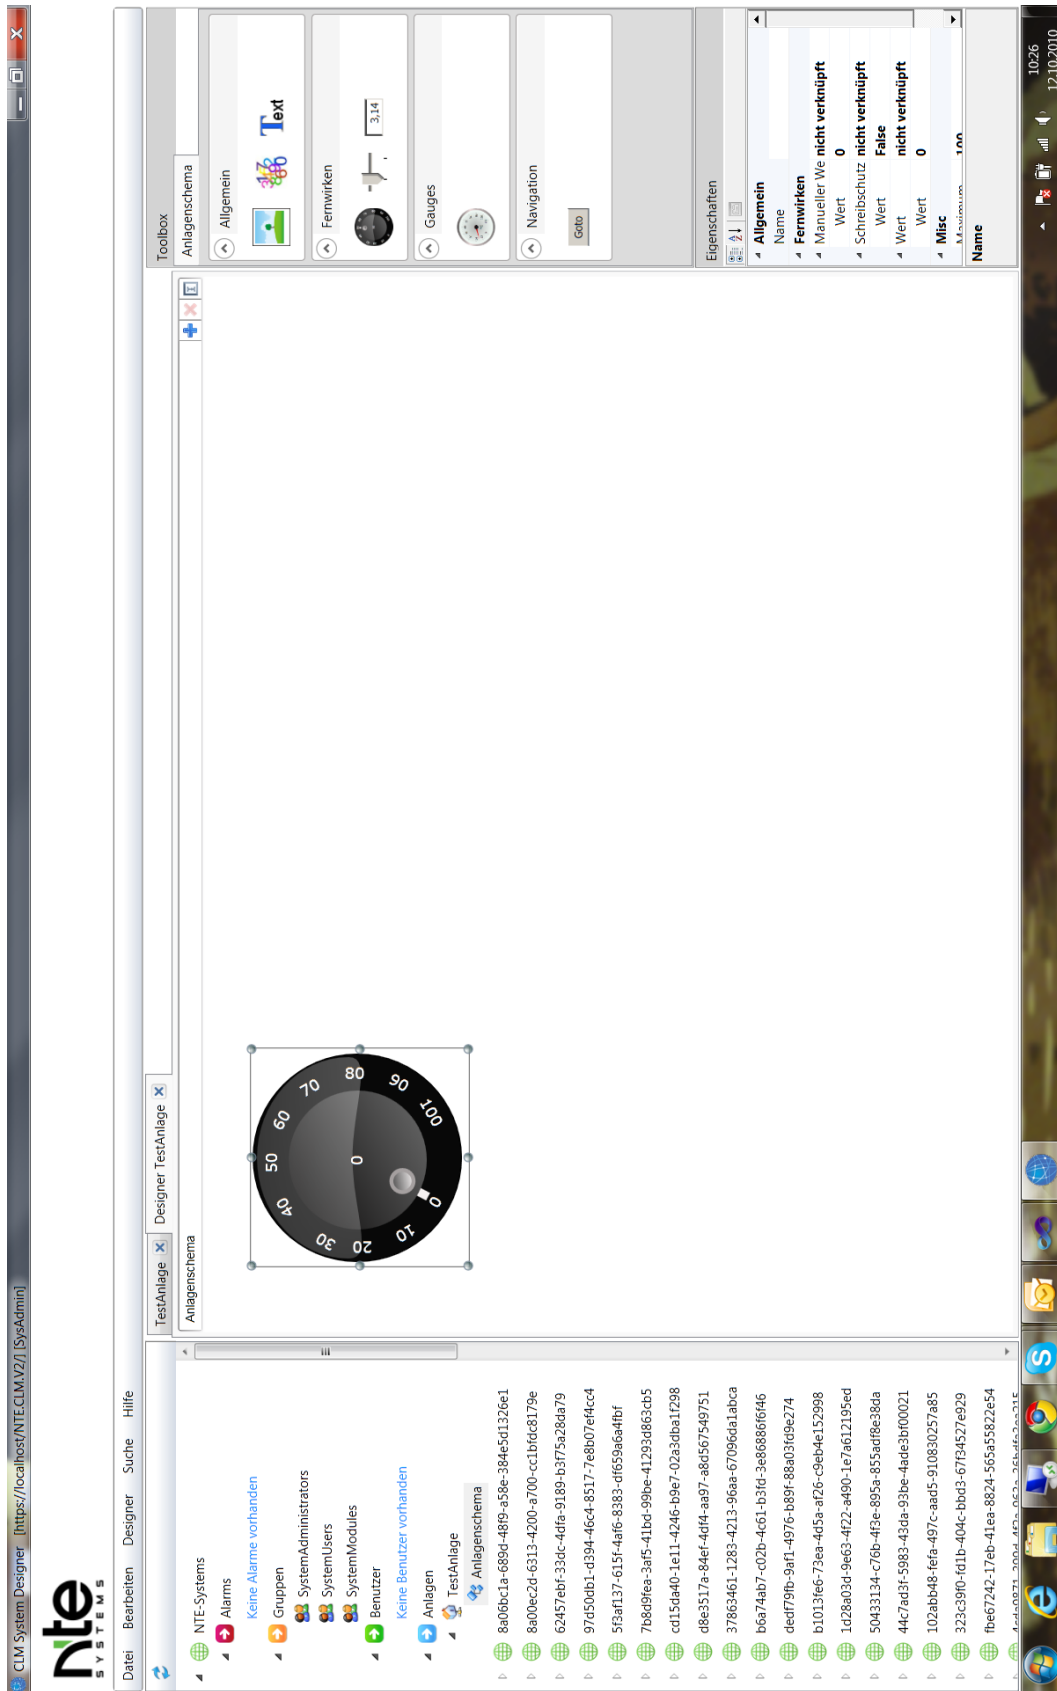 CLM System Designer [https://localhost/NTE.CLM.V2/] [SysAdmin]
nte
SYSTEMS
Datei Bearbeiten Designer Suche Hilfe
NTE-Systems
Alarms
Keine Alarme vorhanden
Gruppen
SystemAdministrators
SystemUsers
SystemModules
Benutzer
Keine Benutzer vorhanden
Anlagen
TestAnlage
Anlagenschema
8a06bc1a-689d-48f9-a58e-384e5d1326e1
8a00ec2d-6313-4200-a700-cc1bfdc8179e
62457ebf-33dc-4dfa-9189-b3f75a28da79
97d50db1-d394-46c4-8517-7e8b07ef4cc4
5f3af137-615f-4af6-8383-df659a6a4fbf
7b8d9fea-3af5-41bd-99be-41293d863cb5
cd15da40-1e11-4246-b9e7-02a3dba1f298
d8e3517a-84ef-4df4-aa97-a8d567549751
37863461-1283-4213-96aa-67096da1abca
b6a74ab7-c02b-4c61-b3fd-3e86886f6f46
dedf79fb-9af1-4976-b89f-88a03fd9e274
b1013fe6-73ea-4d5a-af26-c9eb4e152998
1d28a03d-9e63-4f22-a490-1e7a612195ed
50433134-c76b-4f3e-895a-855adf8e38da
44c7ad3f-5983-43da-93be-4ade3bf00021
102abb48-fefa-497c-aad5-910830257a85
323c39f0-fd1b-404c-bbd3-67f34527e929
fbe67242-17eb-41ea-8824-565a55822e54
TestAnlage Designer TestAnlage
Anlagenschema
0 10 20 30 40 50 60 70 80 90 100
0
Toolbox
Anlagenschema
Allgemein
Text
Fernwirken
3,14
Gauges
Navigation
Goto
Eigenschaften
Allgemein
Name
Fernwirken
Manueller We nicht verknüpft
Wert 0
Schreibschutz nicht verknüpft
Wert False
Wert nicht verknüpft
Wert 0
Misc
Maximum 100
Name
10:26
12.10.2010